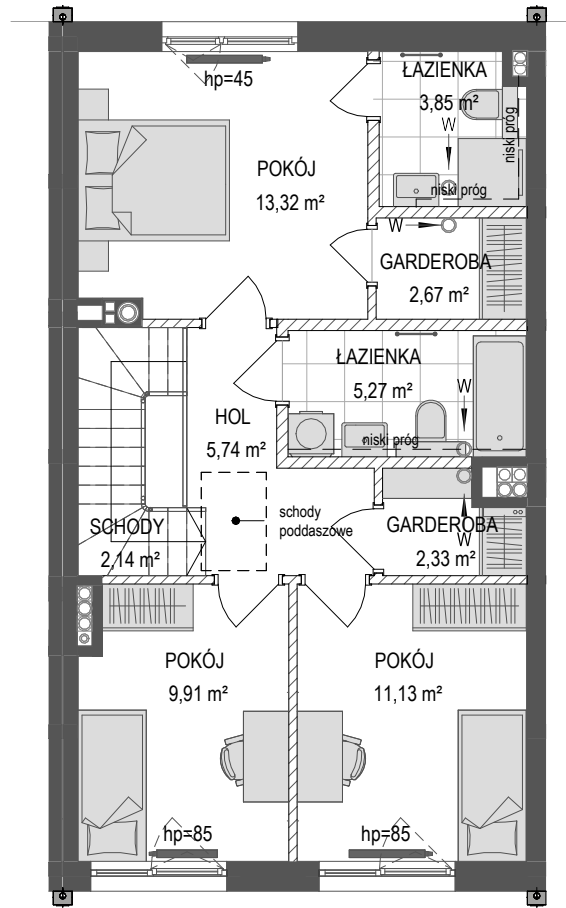 hp=45
ŁAZIENKA
3,85 m²
W
niski próg
niski próg
POKÓJ
13,32 m²
W
GARDEROBA
2,67 m²
ŁAZIENKA
5,27 m²
W
niski próg
HOL
5,74 m²
schody
poddaszowe
SCHODY
2,14 m²
GARDEROBA
W
2,33 m²
POKÓJ
9,91 m²
POKÓJ
11,13 m²
hp=85
hp=85